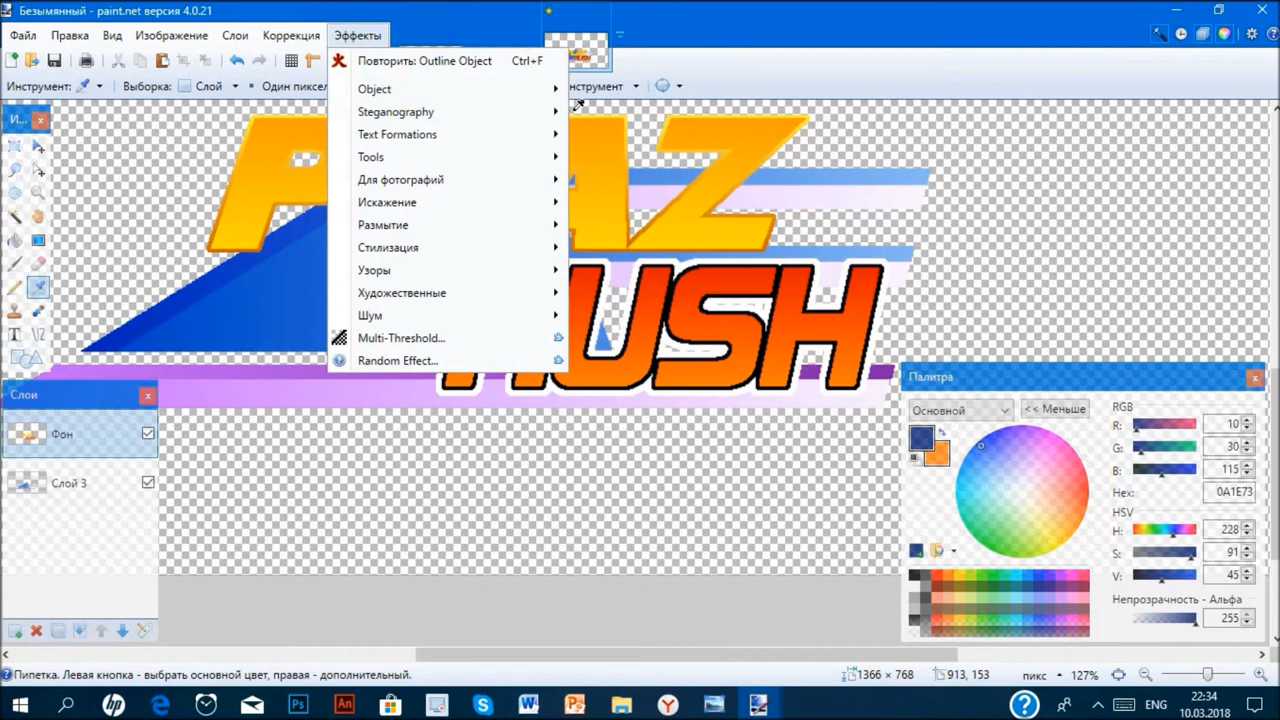 Безымянный - paint.net версия 4.0.21
Файл Правка Вид Изображение Слои Коррекция Эффекты
Повторить: Outline Object Ctrl+F
Инструмент: Выборка: Слой Один пиксел нструмент
Object
Steganography
Text Formations
Tools
Для фотографий
Искажение
Размытие
Стилизация
Узоры
Художественные
Шум
Multi-Threshold...
Random Effect...
И...
AZ
USH
Слои
Фон
Слой 3
Палитра
Основной << Меньше
RGB
R: 10
G: 30
B: 115
Hex: 0A1E73
HSV
H: 228
S: 91
V: 45
Непрозрачность - Альфа
255
Пипетка. Левая кнопка - выбрать основной цвет, правая - дополнительный. 1366 × 768 913, 153 пикс 127%
hp Ps An W P Y 22:34
10.03.2018